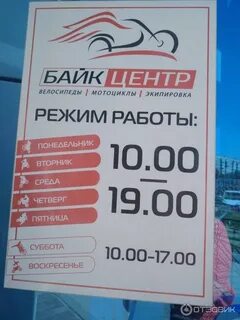 БАЙК ЦЕНТР
ВЕЛОСИПЕДЫ | МОТОЦИКЛЫ | ЭКИПИРОВКА
РЕЖИМ РАБОТЫ:
ПОНЕДЕЛЬНИК
ВТОРНИК
СРЕДА
ЧЕТВЕРГ
ПЯТНИЦА
10.00
—
19.00
СУББОТА
ВОСКРЕСЕНЬЕ
10.00-17.00
ОТЗОВИК